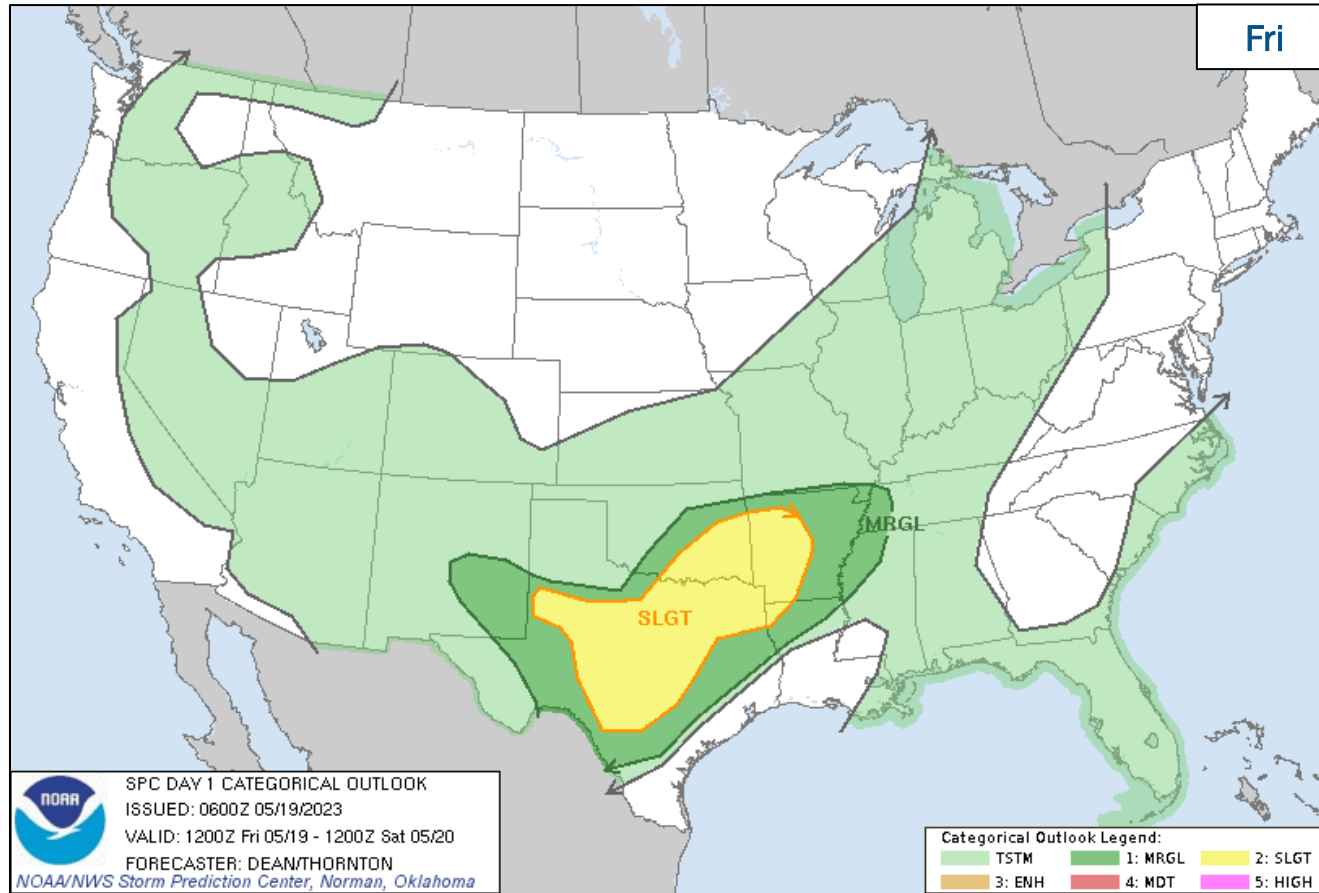 Fri
MRGL
SLGT
NOAA
SPC DAY 1 CATEGORICAL OUTLOOK
ISSUED: 0600Z 05/19/2023
VALID: 1200Z Fri 05/19 - 1200Z Sat 05/20
FORECASTER: DEAN/THORNTON
NOAA/NWS Storm Prediction Center, Norman, Oklahoma
Categorical Outlook Legend:
TSTM 1: MRGL 2: SLGT
3: ENH 4: MDT 5: HIGH